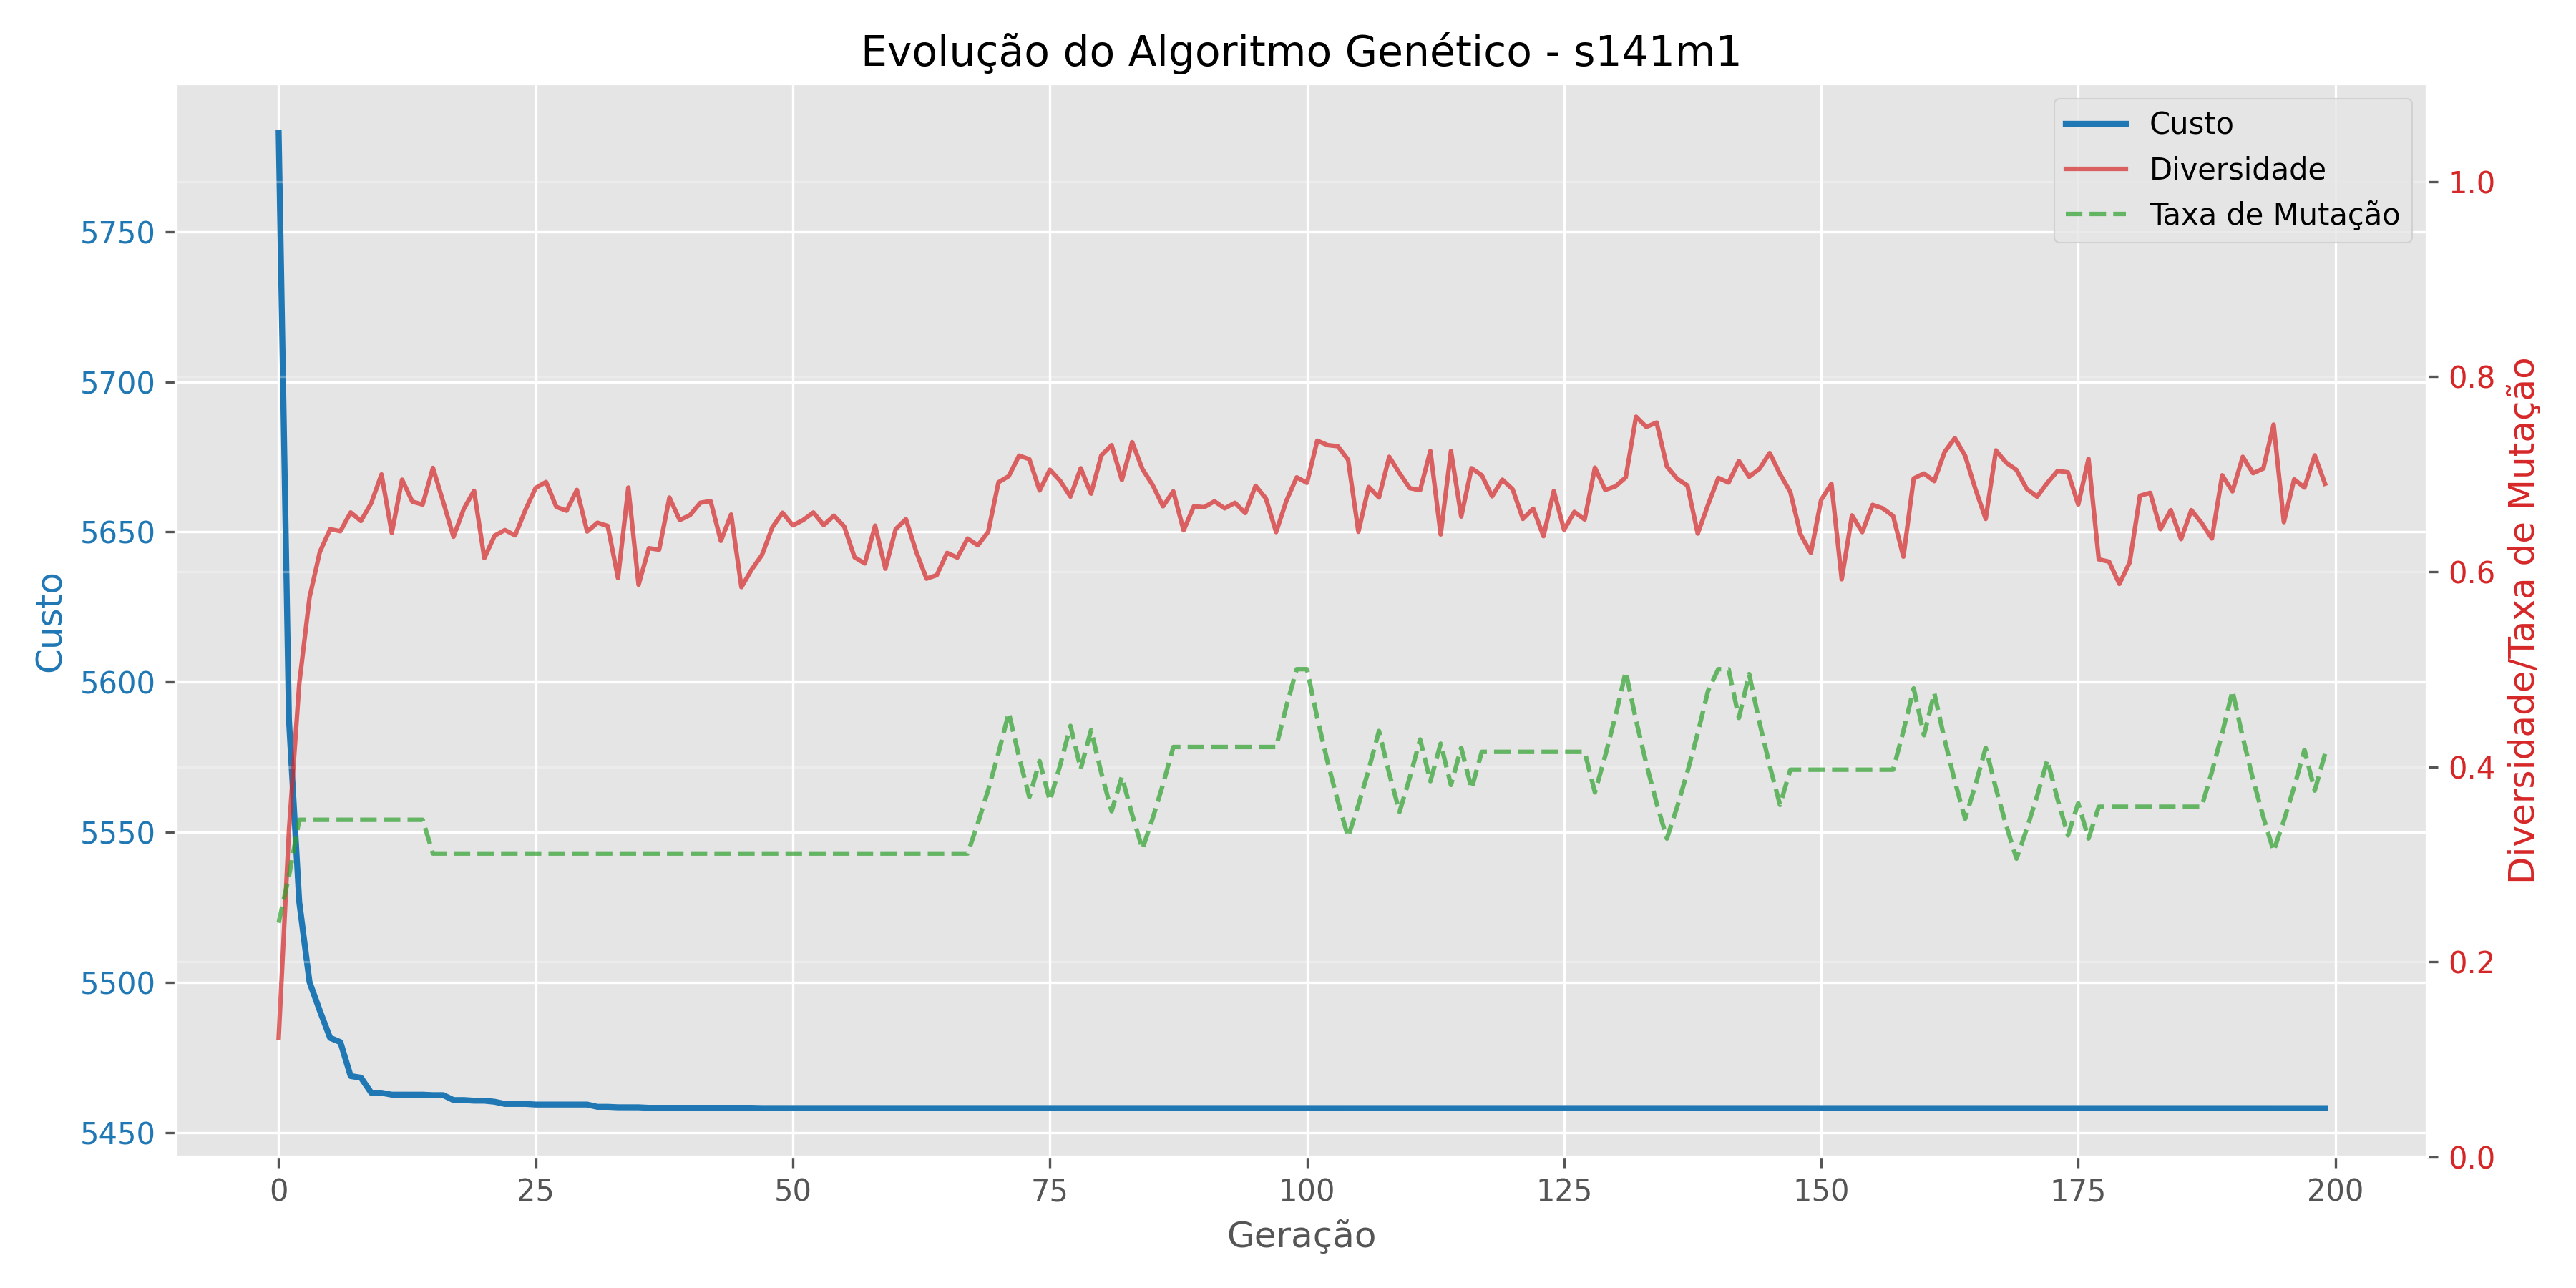 Evolução do Algoritmo Genético - s141m1
Custo
Diversidade
Taxa de Mutação
5750
5700
5650
5600
5550
5500
5450
Custo
1.0
0.8
0.6
0.4
0.2
0.0
Diversidade/Taxa de Mutação
0 25 50 75 100 125 150 175 200
Geração